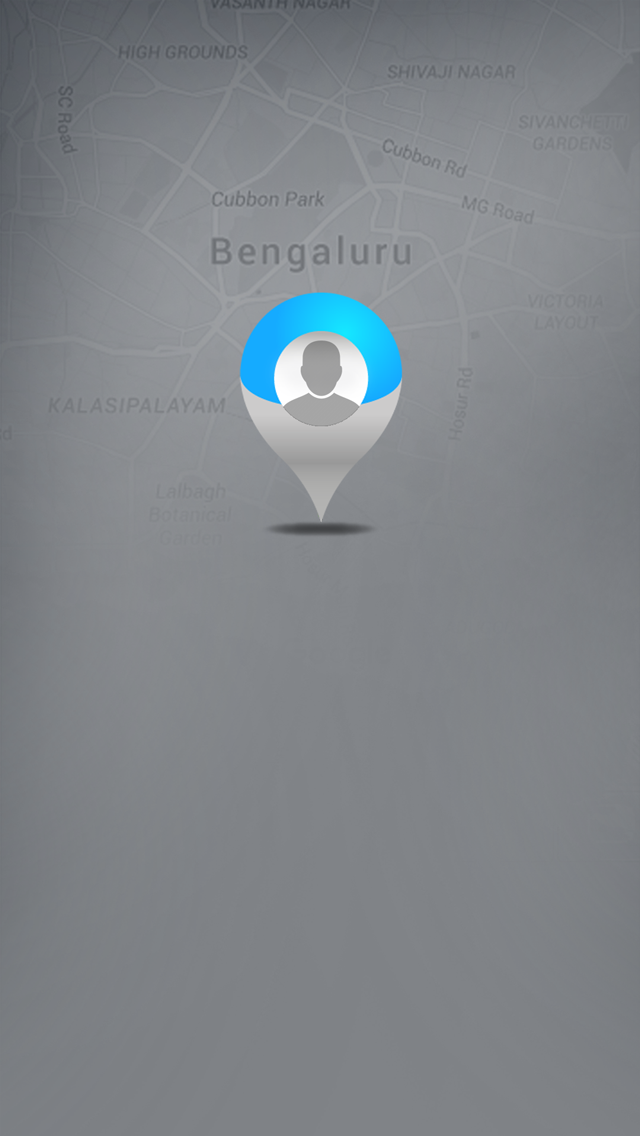 VASANTH NAGAR
HIGH GROUNDS
SHIVAJI NAGAR
SC Road
SIVANCHETTI
GARDENS
Cubbon Rd
Cubbon Park
MG Road
Bengaluru
VICTORIA
LAYOUT
KALASIPALAYAM
Hosur Rd
Lalbagh
Botanical
Garden